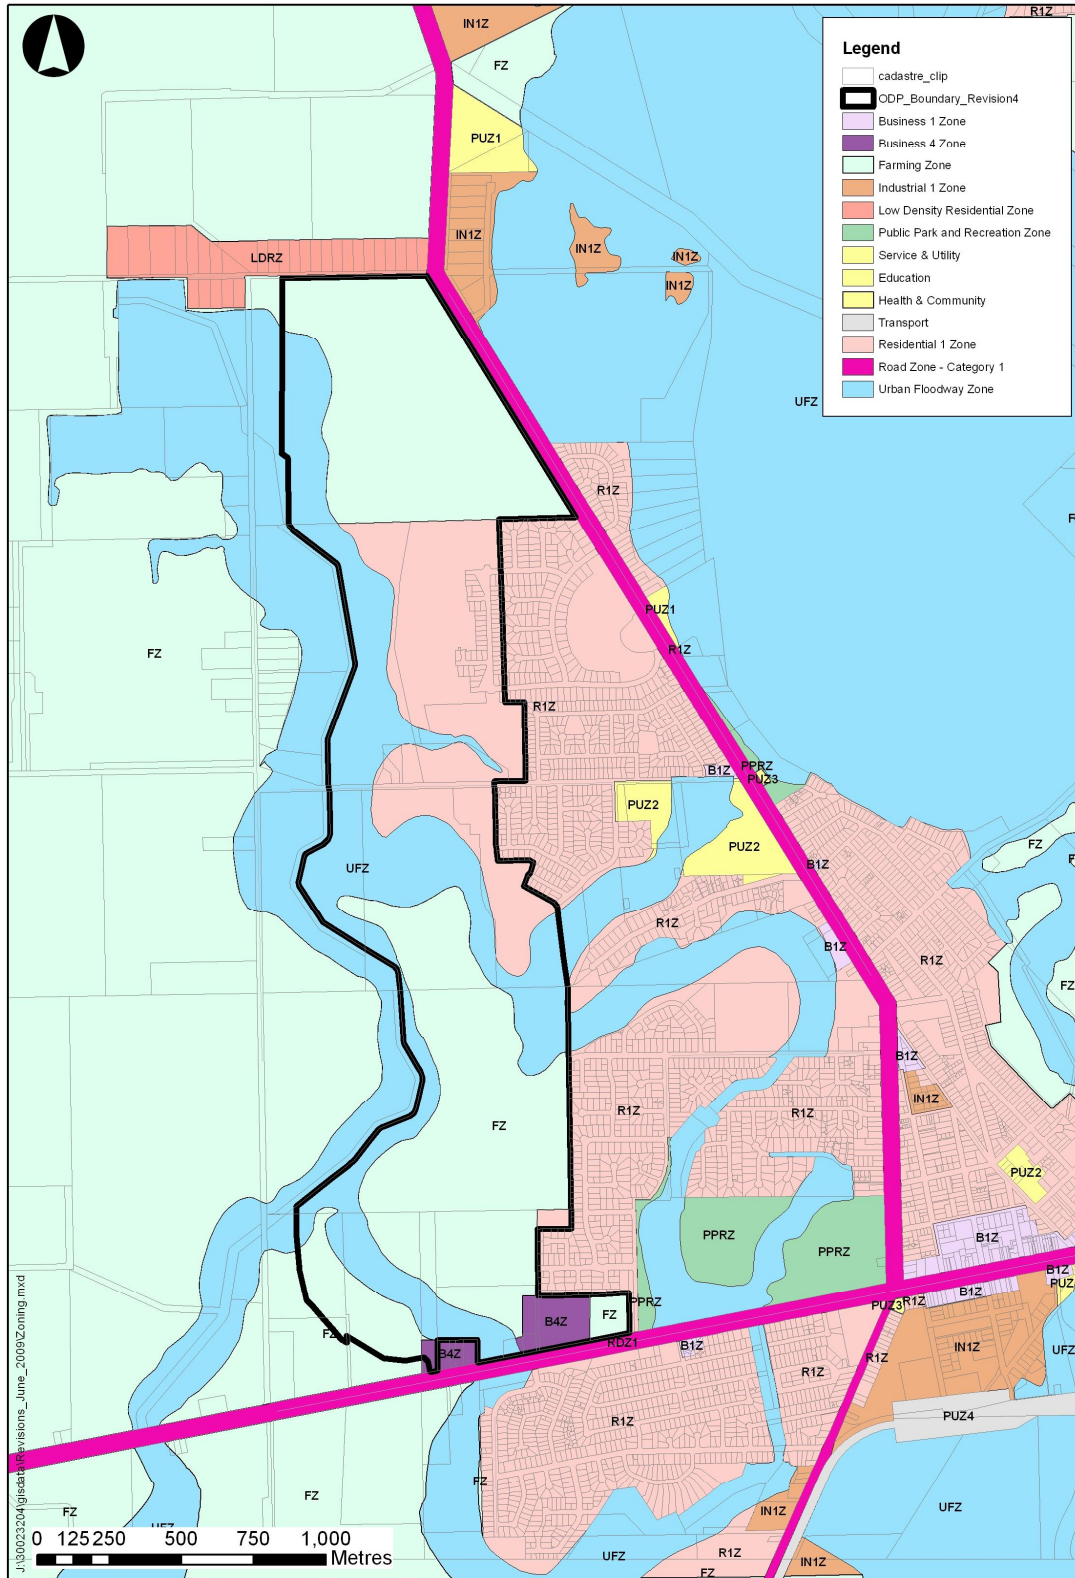 IN1Z
R1Z
FZ
Legend
cadastre_clip
ODP_Boundary_Revision4
Business 1 Zone
Business 4 Zone
Farming Zone
Industrial 1 Zone
Low Density Residential Zone
Public Park and Recreation Zone
Service & Utility
Education
Health & Community
Transport
Residential 1 Zone
Road Zone - Category 1
Urban Floodway Zone
PUZ1
IN1Z
IN1Z
IN1Z
IN1Z
LDRZ
UFZ
R1Z
PUZ1
R1Z
FZ
R1Z
PPRZ
B1Z
PUZ3
PUZ2
PUZ2
B1Z
FZ
UFZ
R1Z
B1Z
R1Z
FZ
B1Z
IN1Z
R1Z
R1Z
FZ
PUZ2
PPRZ
PPRZ
B1Z
B1Z
PPRZ
B1Z
PUZ3
R1Z
FZ
B4Z
FZ
RDZ1
B1Z
B4Z
IN1Z
UFZ
R1Z
R1Z
R1Z
PUZ4
FZ
FZ
FZ
IN1Z
UFZ
UFZ
R1Z
FZ
IN1Z
J:\30023204\gisdata\Revisions_June_2009\Zoning.mxd
0 125 250 500 750 1,000
Metres